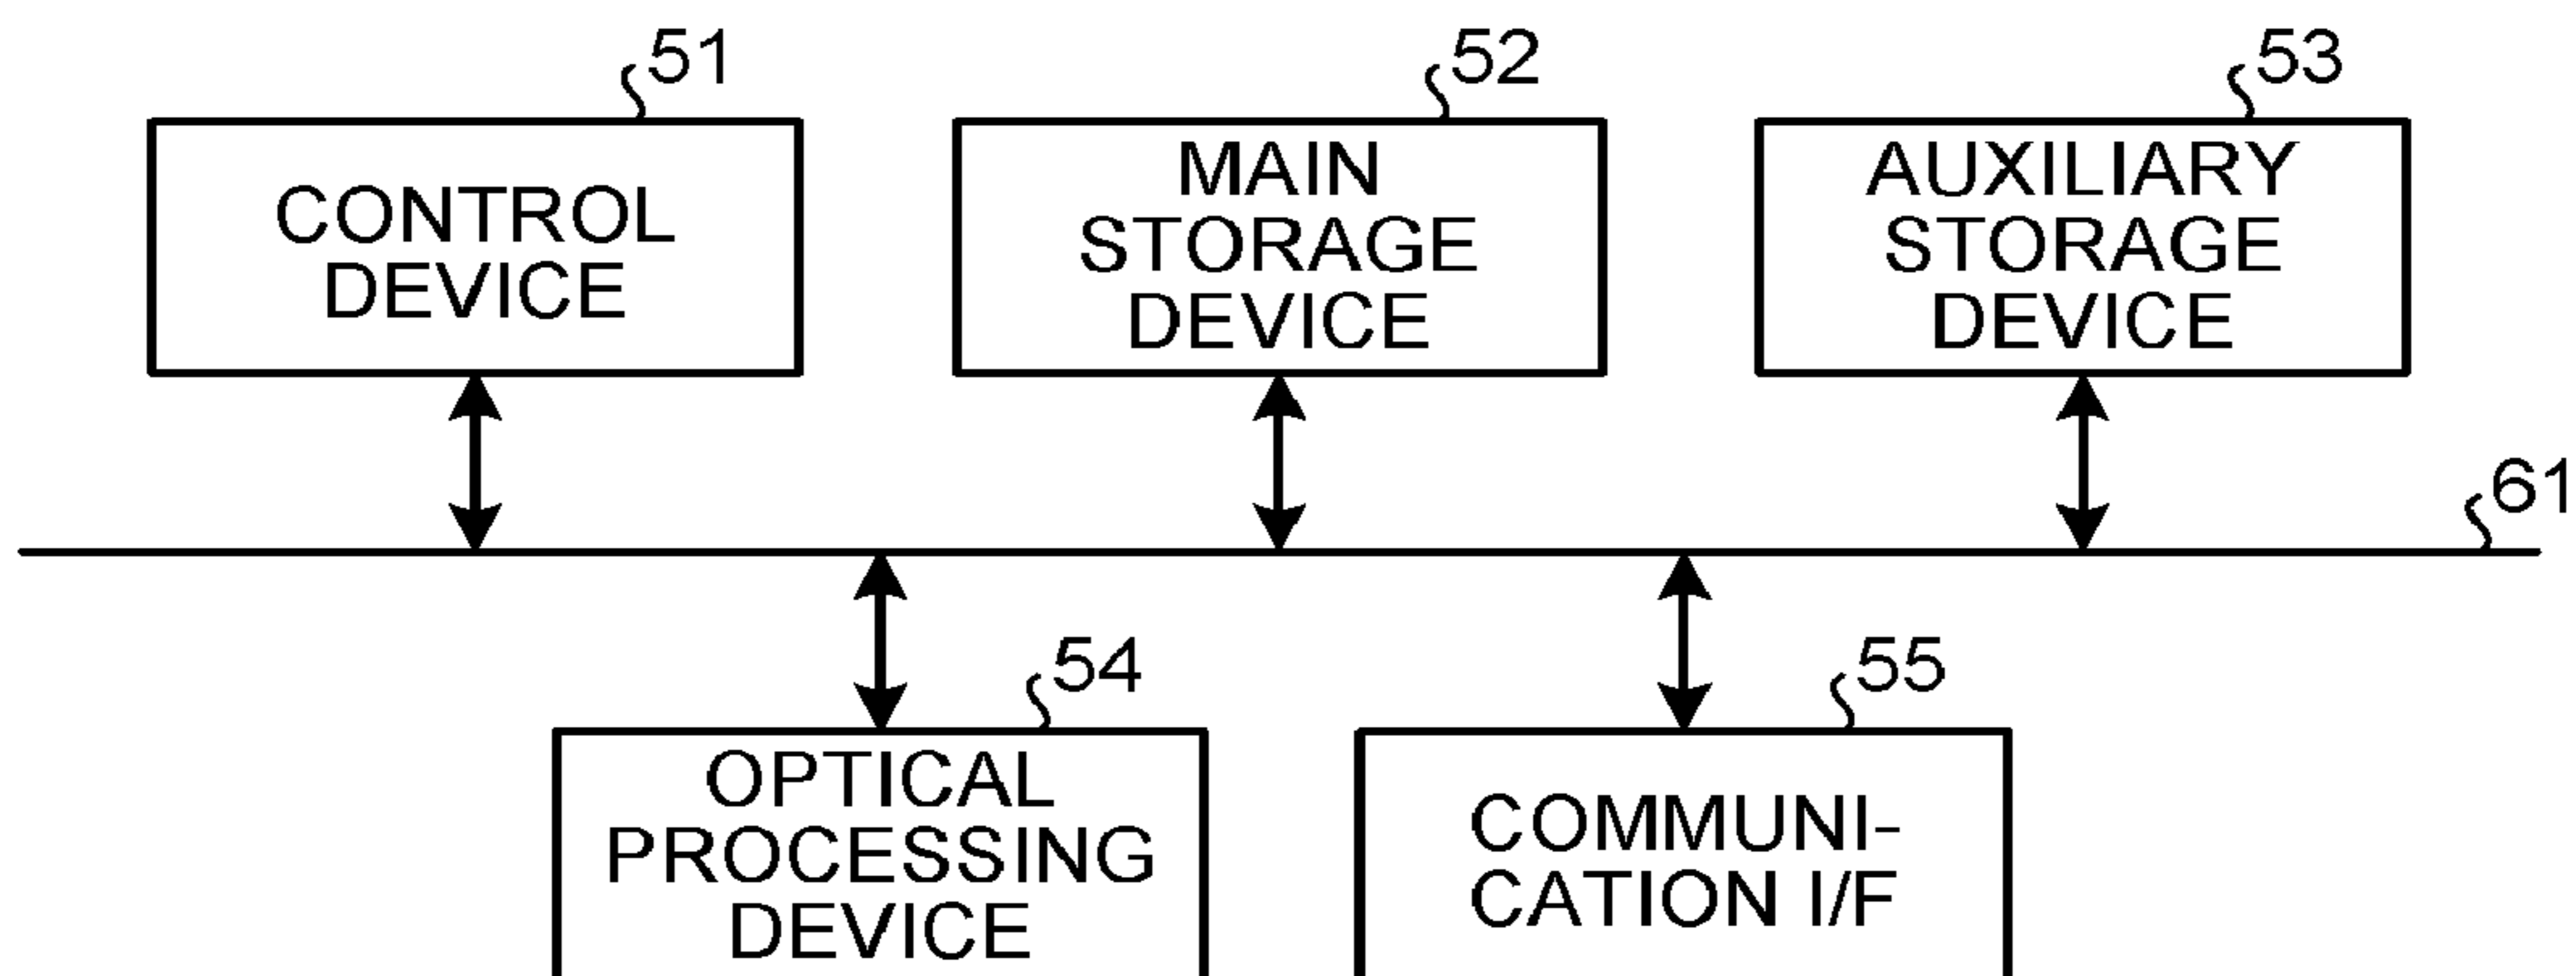 51
CONTROL
DEVICE
52
MAIN
STORAGE
DEVICE
53
AUXILIARY
STORAGE
DEVICE
61
54
OPTICAL
PROCESSING
DEVICE
55
COMMUNI-
CATION I/F